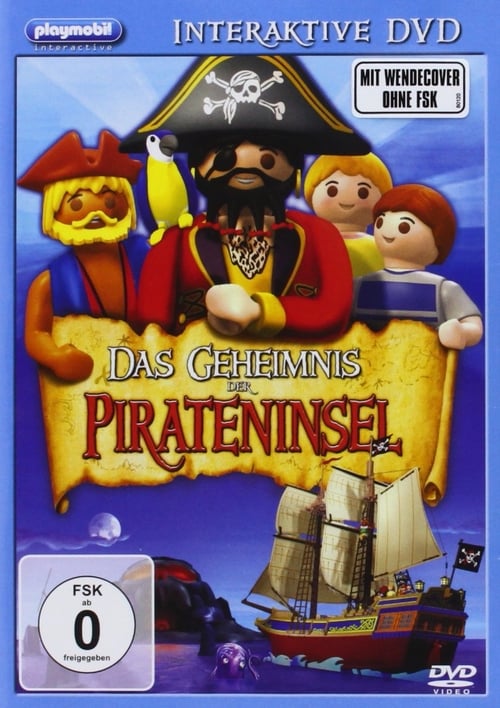 playmobil
interactive
INTERAKTIVE DVD
MIT WENDECOVER
OHNE FSK
DAS GEHEIMNIS
DER
PIRATENINSEL
FSK
ab
0
freigegeben
DVD
VIDEO